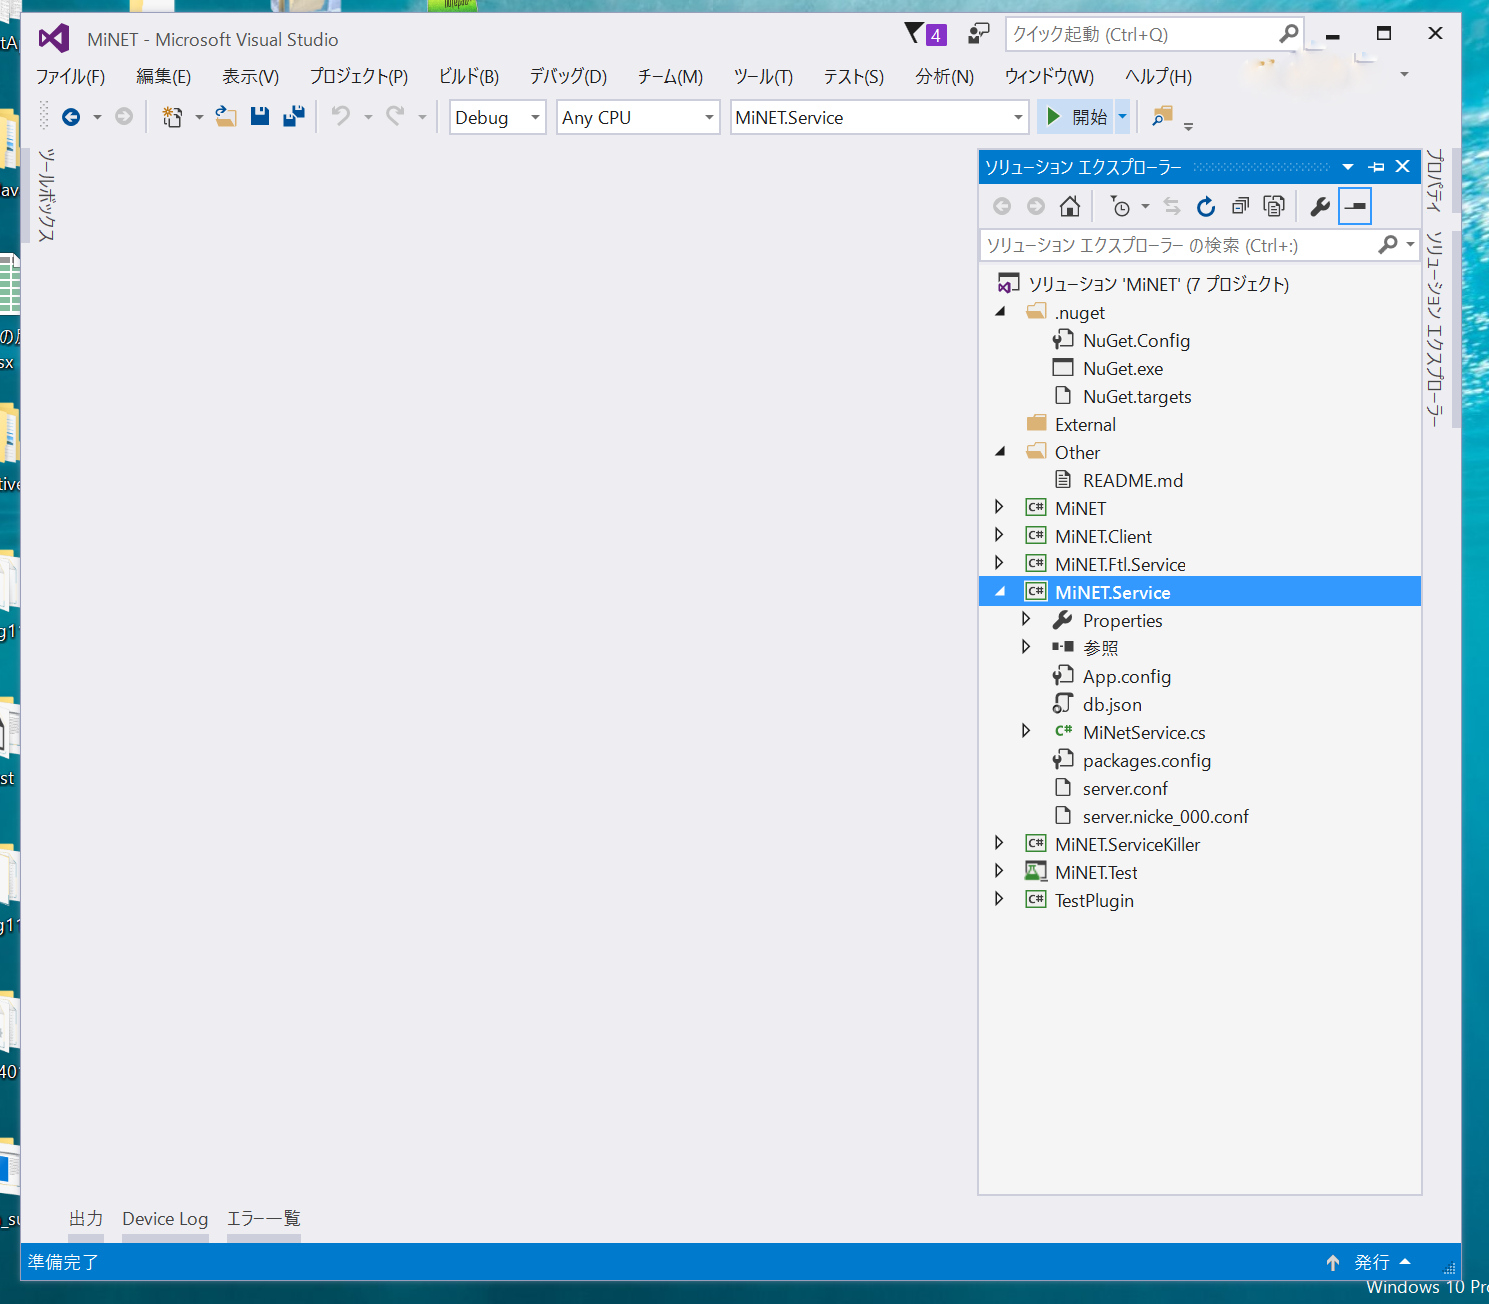 MiNET - Microsoft Visual Studio
4
クイック起動 (Ctrl+Q)
ファイル(F) 編集(E) 表示(V) プロジェクト(P) ビルド(B) デバッグ(D) チーム(M) ツール(T) テスト(S) 分析(N) ウィンドウ(W) ヘルプ(H)
Debug Any CPU MiNET.Service 開始
ツールボックス
ソリューション エクスプローラー
ソリューション エクスプローラー の検索 (Ctrl+:)
ソリューション 'MiNET' (7 プロジェクト)
.nuget
NuGet.Config
NuGet.exe
NuGet.targets
External
Other
README.md
C# MiNET
C# MiNET.Client
C# MiNET.Ftl.Service
C# MiNET.Service
Properties
参照
App.config
db.json
C# MiNetService.cs
packages.config
server.conf
server.nicke_000.conf
C# MiNET.ServiceKiller
MiNET.Test
C# TestPlugin
プロパティ
ソリューション エクスプローラー
出力 Device Log エラー一覧
準備完了
発行
Windows 10 Pro